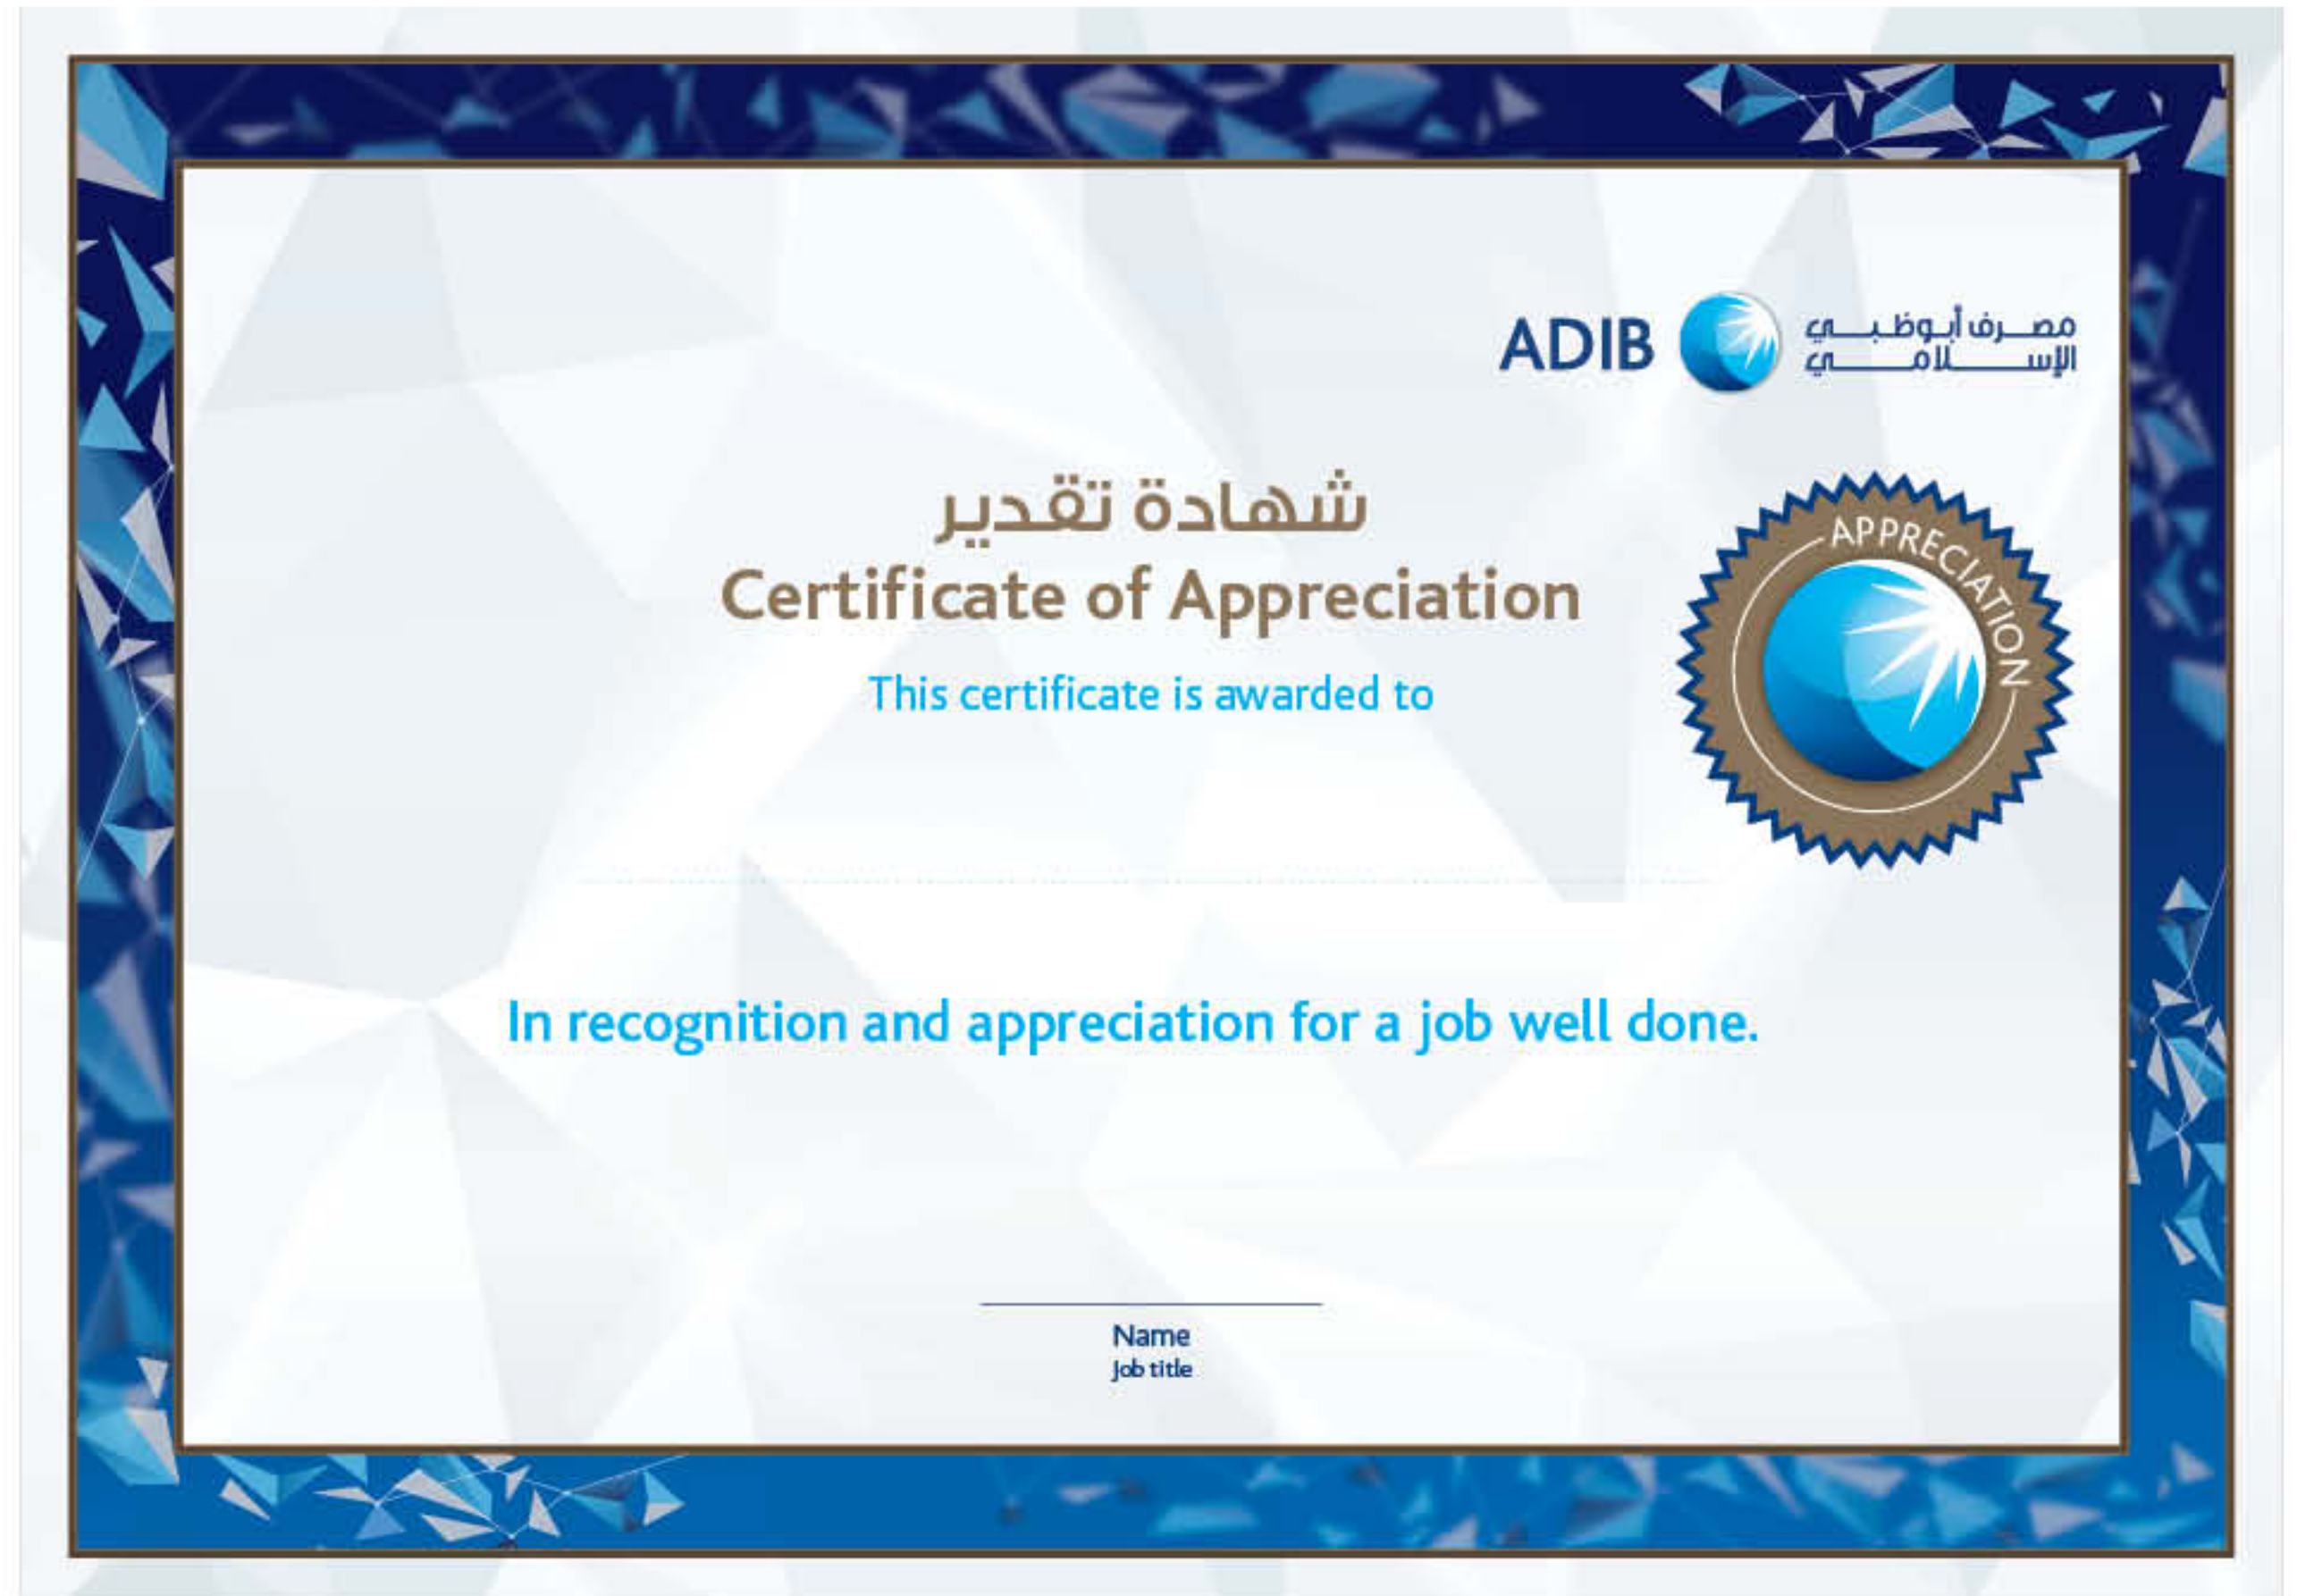 ADIB
مصرف أبوظبي
الإسلامي
شهادة تقدير
Certificate of Appreciation
APPRECIATION
This certificate is awarded to
In recognition and appreciation for a job well done.
Name
Job title